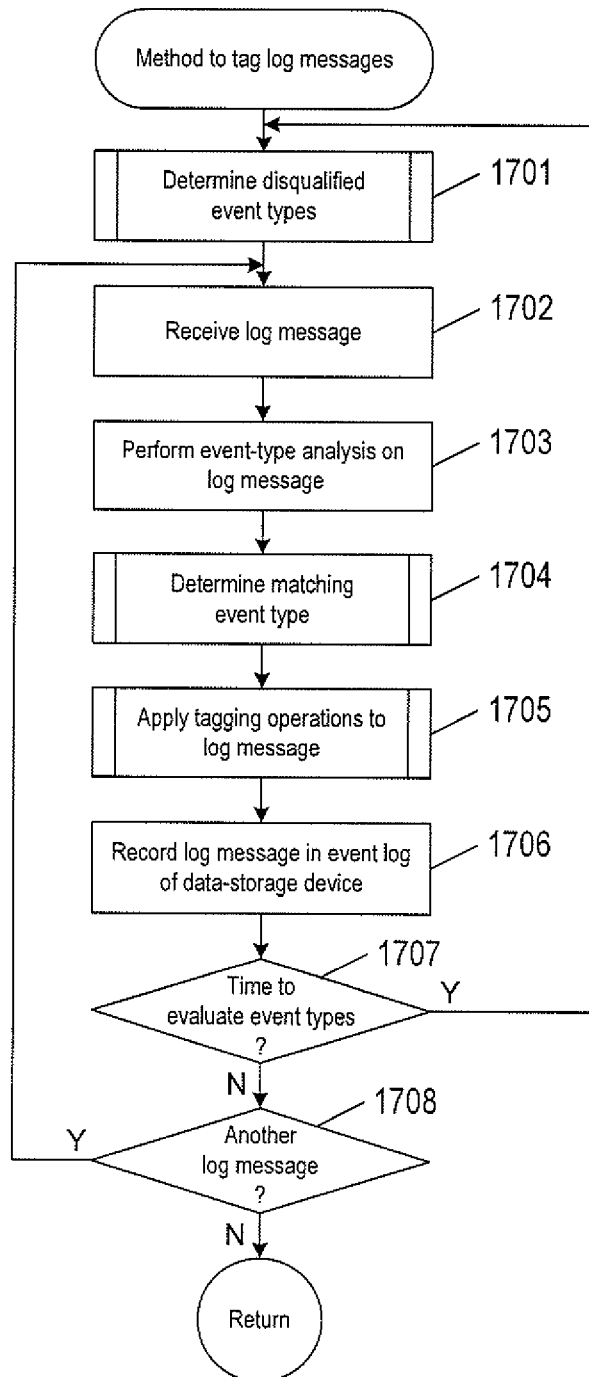 Method to tag log messages
Determine disqualified
event types
1701
Receive log message
1702
Perform event-type analysis on
log message
1703
Determine matching
event type
1704
Apply tagging operations to
log message
1705
Record log message in event log
of data-storage device
1706
1707
Time to
evaluate event types
?
Y
N
1708
Y
Another
log message
?
N
Return